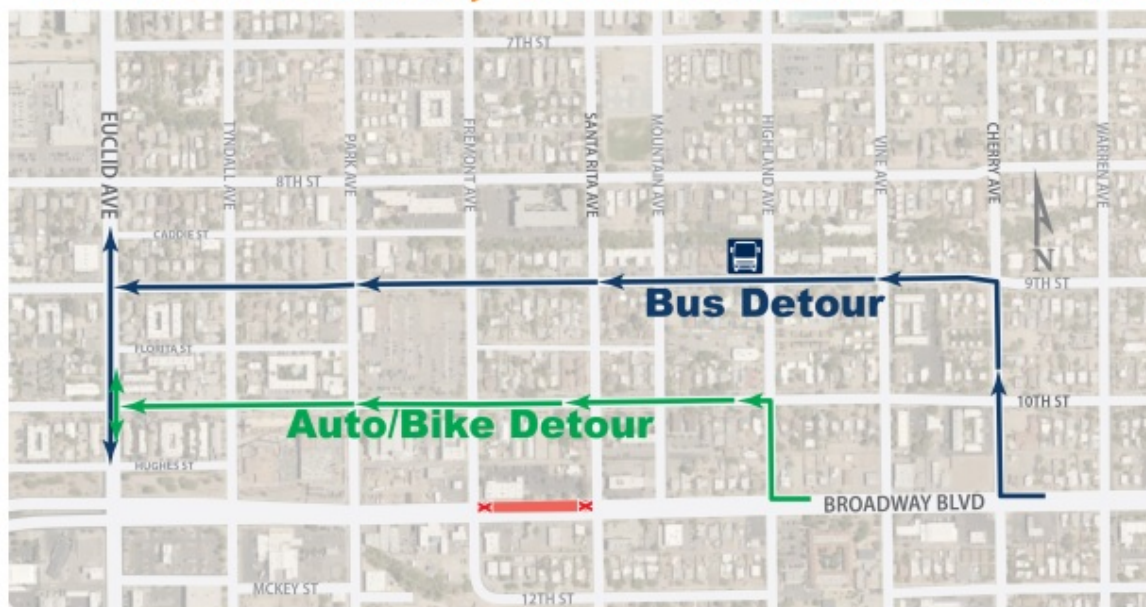 7TH ST
EUCLID AVE
TYNDALL AVE
PARK AVE
FREMONT AVE
SANTA RITA AVE
MOUNTAIN AVE
HIGHLAND AVE
VINE AVE
CHERRY AVE
WARREN AVE
8TH ST
CADDIE ST
N
9TH ST
Bus Detour
FLORITA ST
10TH ST
Auto/Bike Detour
HUGHES ST
BROADWAY BLVD
MCKEY ST
12TH ST